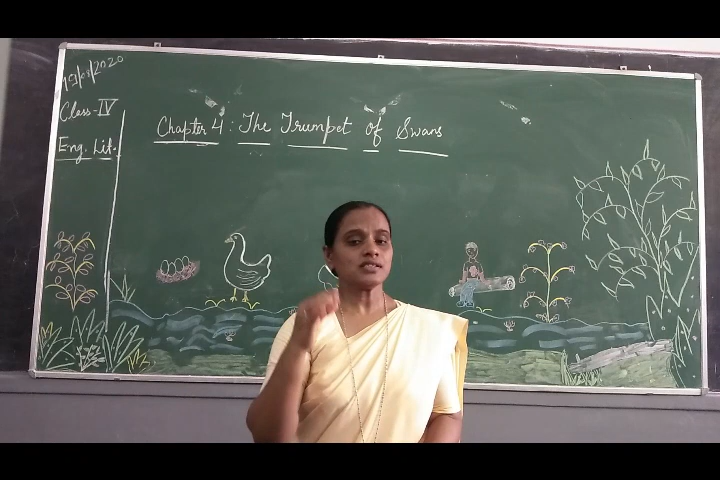 Class-IV
Eng. Lit.
Chapter 4: The Trumpet of Swans